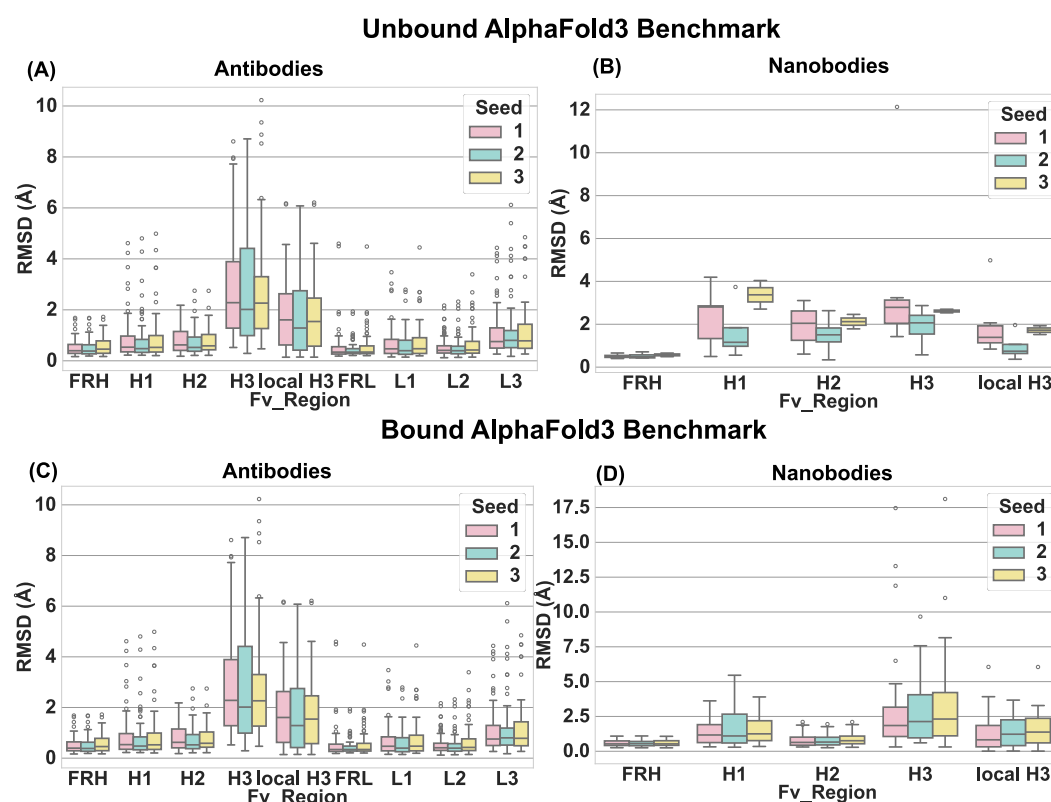 Unbound AlphaFold3 Benchmark
(A)
Antibodies
RMSD (Å)
10
8
6
4
2
0
Seed
1
2
3
FRH H1 H2 H3 local H3 FRL L1 L2 L3
Fv_Region
(B)
Nanobodies
RMSD (Å)
12
10
8
6
4
2
0
Seed
1
2
3
FRH H1 H2 H3 local H3
Fv_Region
Bound AlphaFold3 Benchmark
(C)
Antibodies
RMSD (Å)
10
8
6
4
2
0
Seed
1
2
3
FRH H1 H2 H3 local H3 FRL L1 L2 L3
Fv_Region
(D)
Nanobodies
RMSD (Å)
17.5
15.0
12.5
10.0
7.5
5.0
2.5
0.0
Seed
1
2
3
FRH H1 H2 H3 local H3
Fv_Region